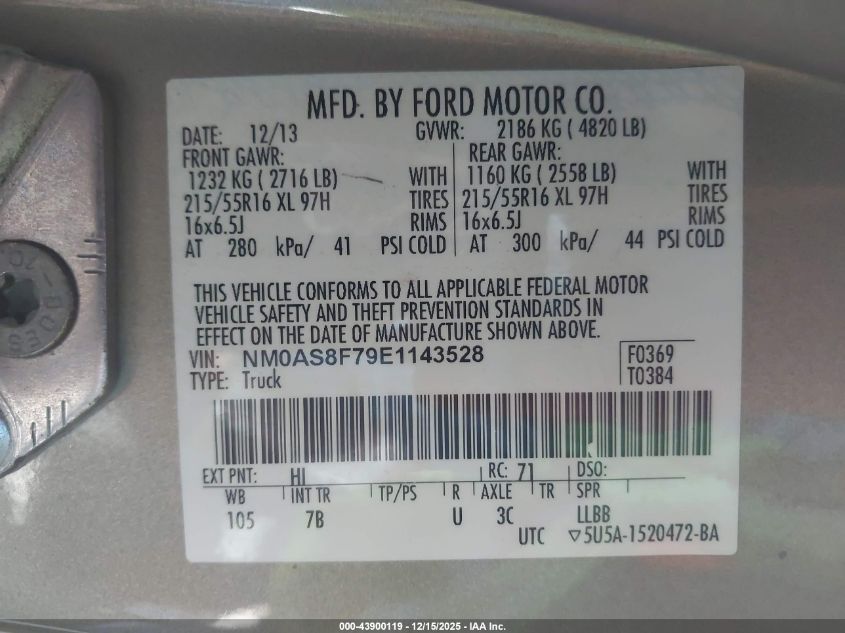 MFD. BY FORD MOTOR CO.
DATE: 12/13 GVWR: 2186 KG ( 4820 LB)
FRONT GAWR: REAR GAWR:
1232 KG ( 2716 LB) WITH 1160 KG ( 2558 LB) WITH
215/55R16 XL 97H TIRES 215/55R16 XL 97H TIRES
16x6.5J RIMS 16x6.5J RIMS
AT 280 kPa/ 41 PSI COLD AT 300 kPa/ 44 PSI COLD
THIS VEHICLE CONFORMS TO ALL APPLICABLE FEDERAL MOTOR
VEHICLE SAFETY AND THEFT PREVENTION STANDARDS IN
EFFECT ON THE DATE OF MANUFACTURE SHOWN ABOVE.
VIN: NM0AS8F79E1143528 F0369
TYPE: Truck T0384
EXT PNT: HI RC: 71 DSO:
WB INT TR TP/PS R AXLE TR SPR
105 7B U 3C LLBB
UTC ▽5U5A-1520472-BA
000-43900119 - 12/15/2025 - IAA Inc.